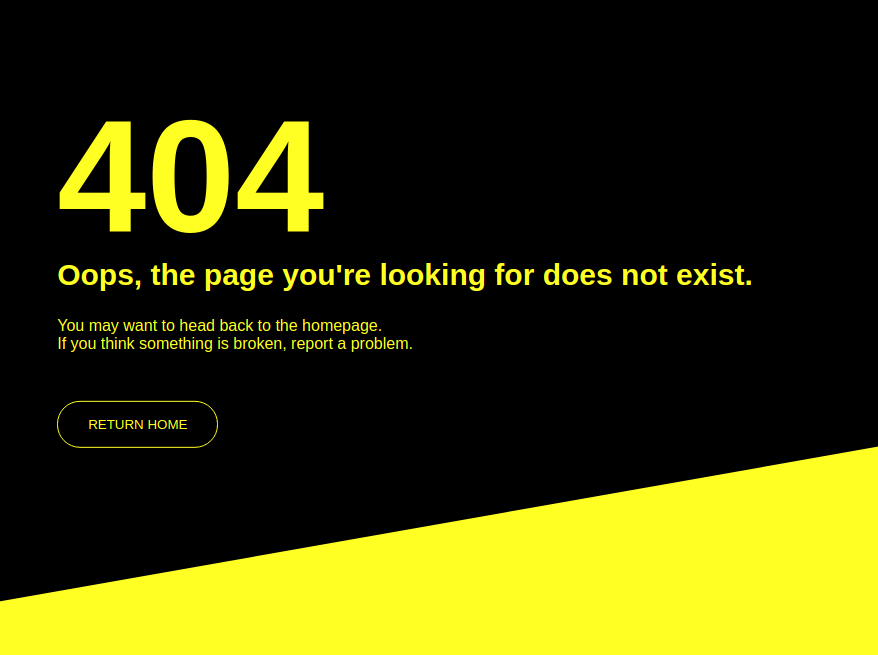 404
Oops, the page you're looking for does not exist.
You may want to head back to the homepage.
If you think something is broken, report a problem.
RETURN HOME